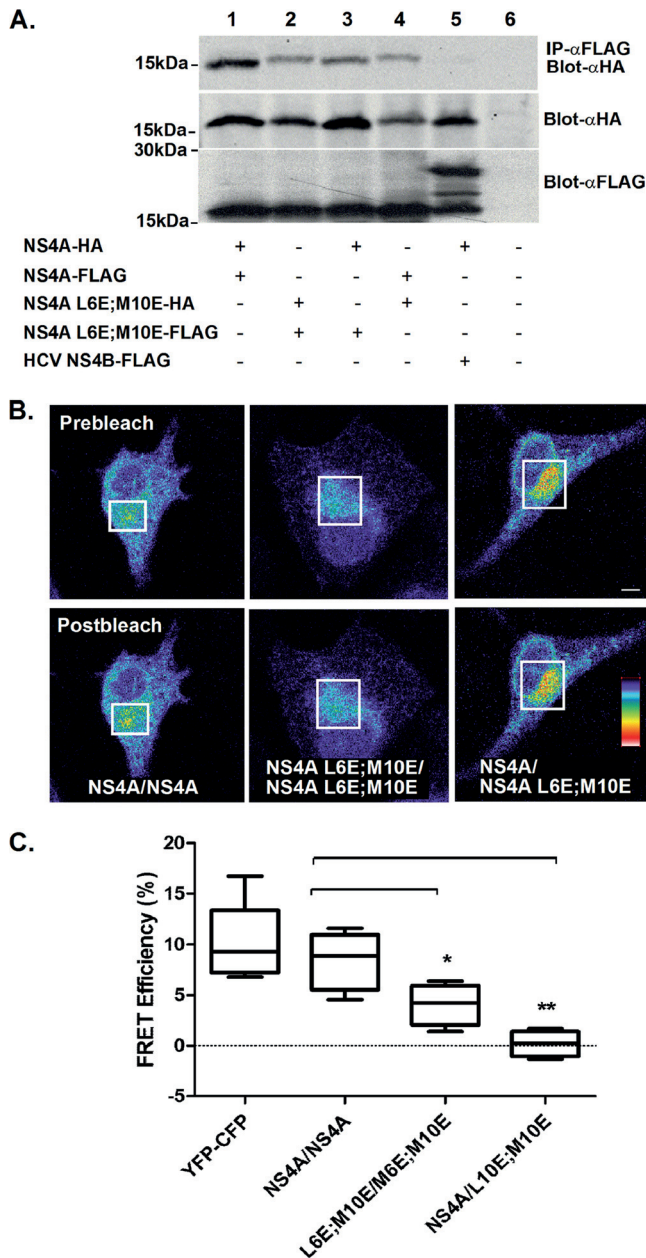 A.
1 2 3 4 5 6
15kDa
IP-αFLAG
Blot-αHA
15kDa
Blot-αHA
30kDa
Blot-αFLAG
15kDa
NS4A-HA + - + - + -
NS4A-FLAG + - - + - -
NS4A L6E;M10E-HA - + - + - -
NS4A L6E;M10E-FLAG - + + - - -
HCV NS4B-FLAG - - - - + -
B.
Prebleach
Postbleach
NS4A/NS4A
NS4A L6E;M10E/
NS4A L6E;M10E
NS4A/
NS4A L6E;M10E
C.
FRET Efficiency (%)
20
15
10
5
0
-5
*
**
YFP-CFP
NS4A/NS4A
L6E;M10E/M6E;M10E
NS4A/L10E;M10E